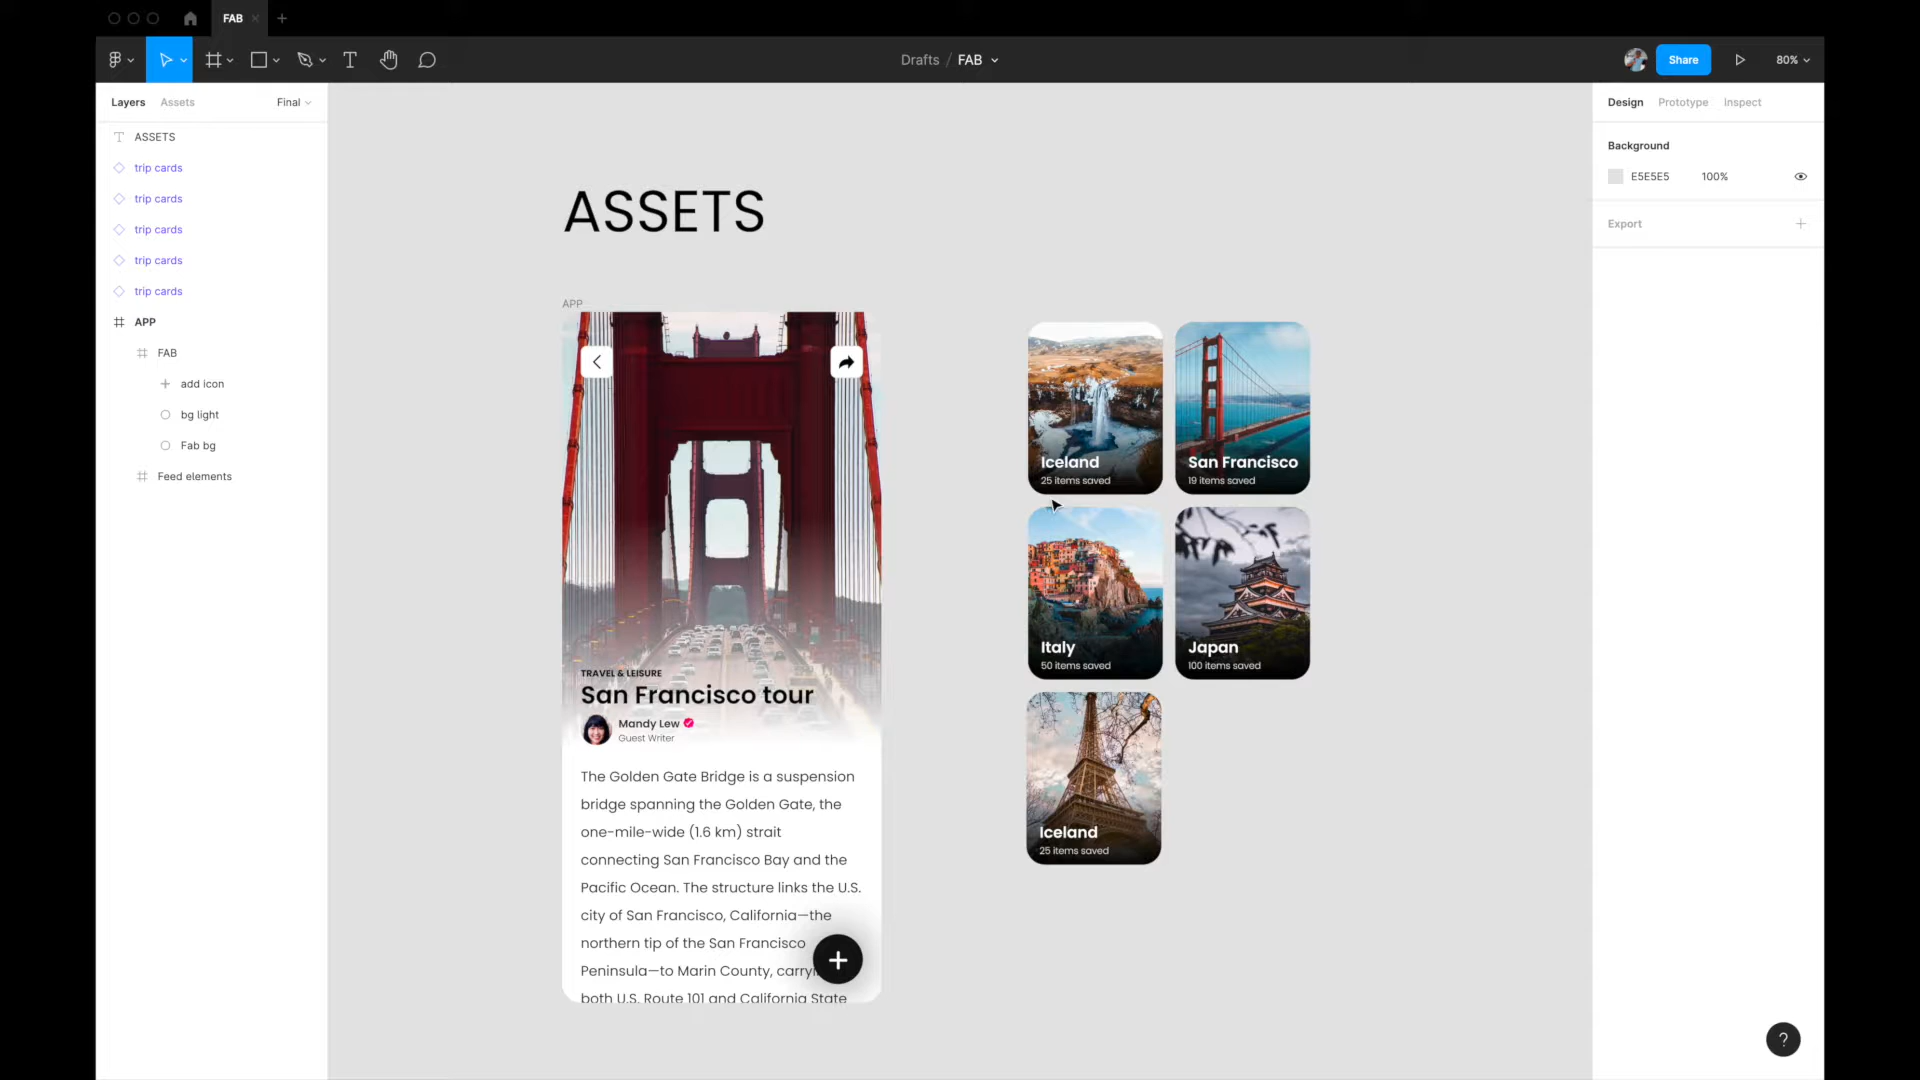 FAB
Drafts / FAB
Share
80%
Layers
Assets
Final
ASSETS
trip cards
trip cards
trip cards
trip cards
trip cards
APP
FAB
add icon
bg light
Fab bg
Feed elements
ASSETS
APP
TRAVEL & LEISURE
San Francisco tour
Mandy Lew
Guest Writer
The Golden Gate Bridge is a suspension
bridge spanning the Golden Gate, the
one-mile-wide (1.6 km) strait
connecting San Francisco Bay and the
Pacific Ocean. The structure links the U.S.
city of San Francisco, California—the
northern tip of the San Francisco
Peninsula—to Marin County, carryi
both U.S. Route 101 and California State
Iceland
25 items saved
San Francisco
19 items saved
Italy
50 items saved
Japan
100 items saved
Iceland
25 items saved
Design
Prototype
Inspect
Background
E5E5E5
100%
Export
?